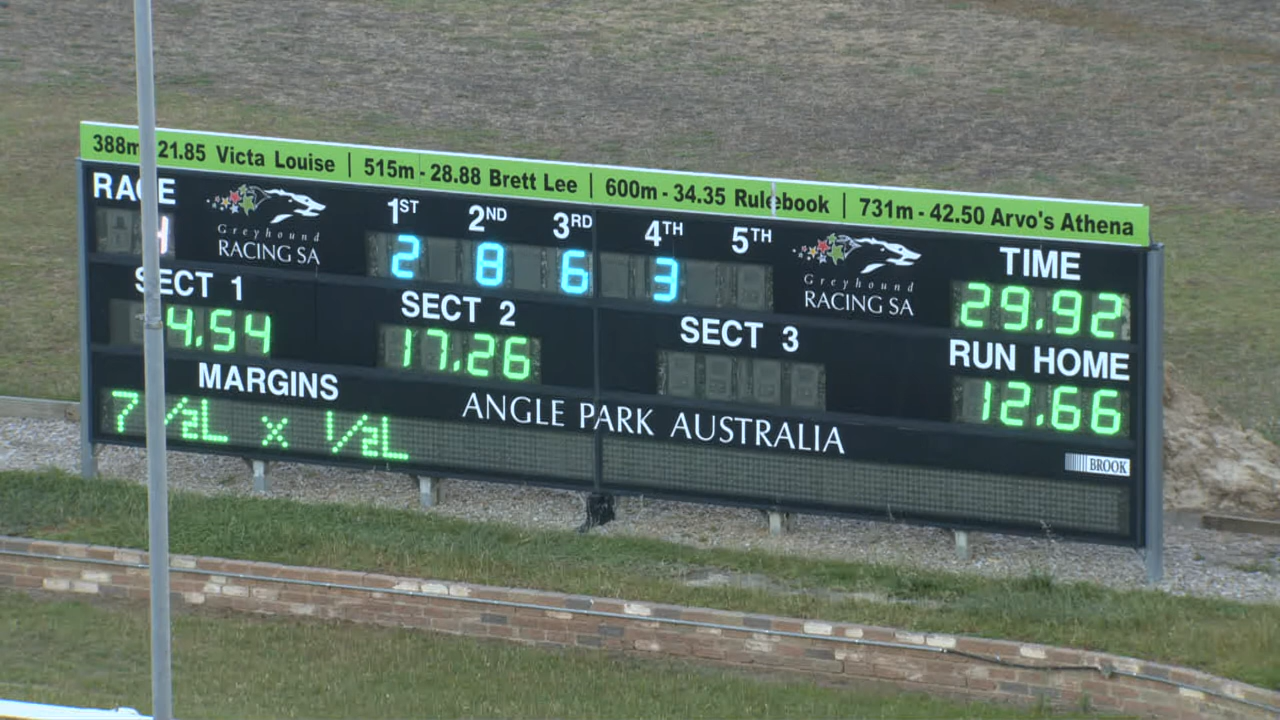 388m 21.85 Victa Louise | 515m - 28.88 Brett Lee | 600m - 34.35 Rulebook | 731m - 42.50 Arvo's Athena
RACE
4
Greyhound
RACING SA
1ST 2ND 3RD 4TH 5TH
2 8 6 3
Greyhound
RACING SA
TIME
29.92
SECT 1
4.54
SECT 2
17.26
SECT 3
RUN HOME
12.66
MARGINS
7 ½L x ½L
ANGLE PARK AUSTRALIA
BROOK